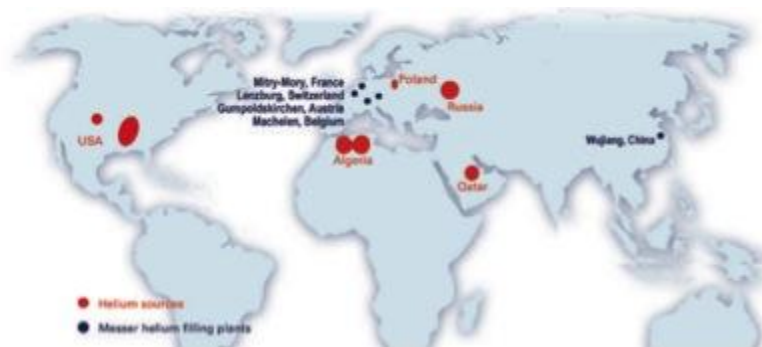 Mitry-Mory, France
Lenzburg, Switzerland
Gumpoldskirchen, Austria
Machelen, Belgium
Poland
Russia
USA
Wujiang, China
Algeria
Qatar
Helium sources
Messer helium filling plants